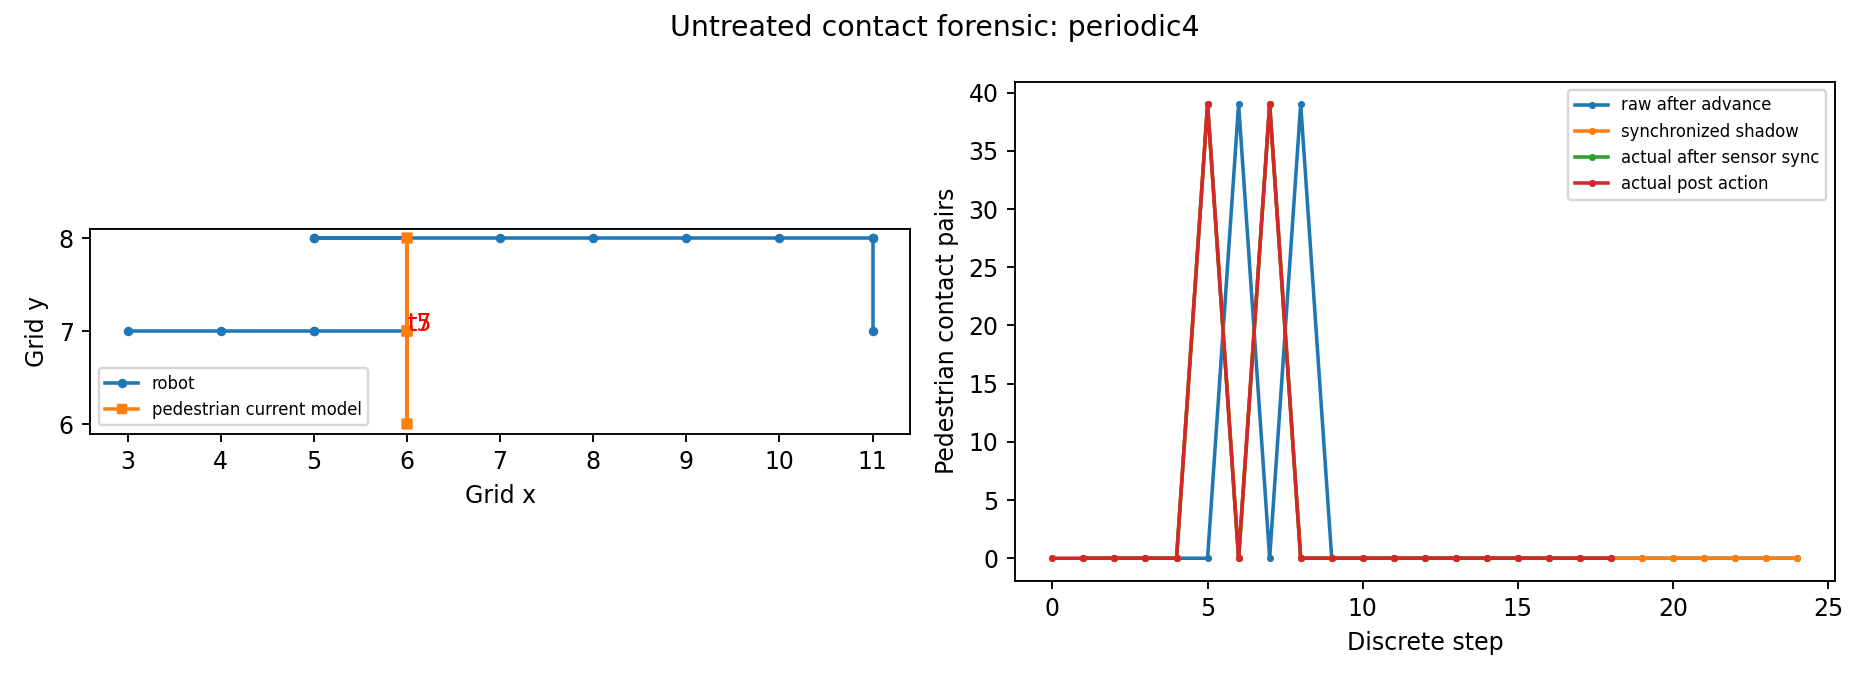 Untreated contact forensic: periodic4
8
7
6
Grid y
robot
pedestrian current model
3 4 5 6 7 8 9 10 11
Grid x
40
35
30
25
20
15
10
5
0
Pedestrian contact pairs
raw after advance
synchronized shadow
actual after sensor sync
actual post action
0 5 10 15 20 25
Discrete step